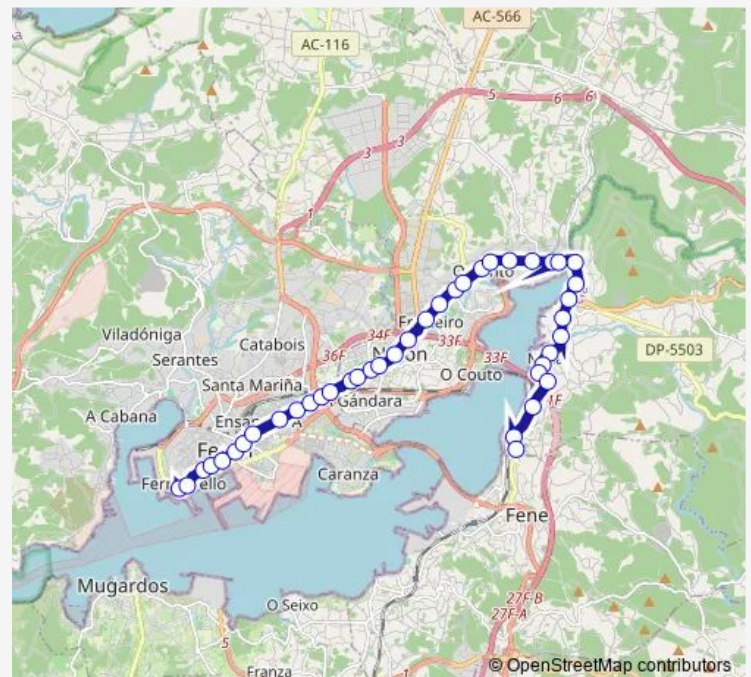 AC-566
AC-116
5
6
6
3
3
1
Viladóniga
Serantes
Catabois
34F
36F
33F
33F
Santa Mariña
O Couto
DP-5503
A Cabana
Gándara
Caranza
Fene
Mugardos
O Seixo
27F-B
27F-A
5
Franza
© OpenStreetMap contributors